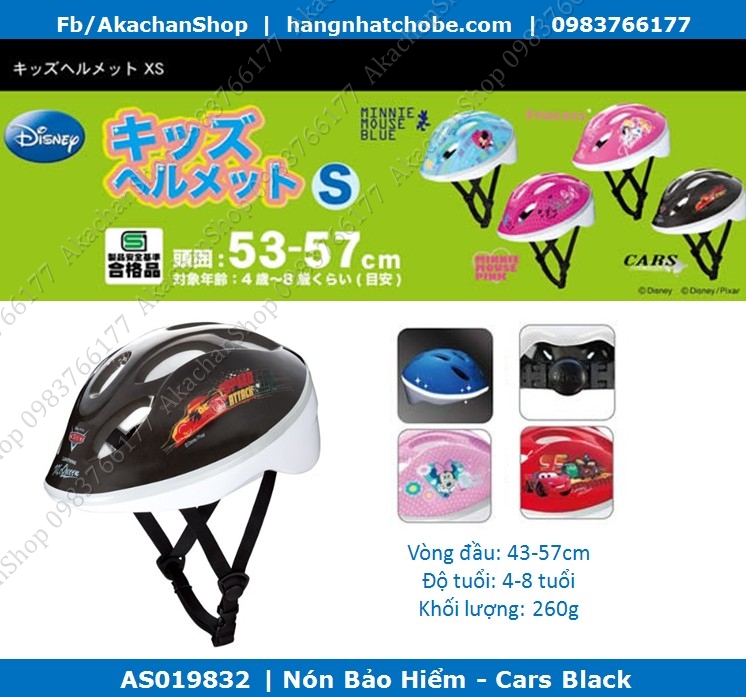 Fb/AkachanShop | hangnhatchobe.com | 0983766177
キッズヘルメット XS
Disney
キッズ
ヘルメット S
MINNIE
MOUSE
BLUE
Princess
製品安全基準
合格品
頭囲:53-57cm
対象年齢:4歳～8歳くらい(目安)
MINNIE
MOUSE
PINK
CARS
©Disney ©Disney/Pixar
SPEED
ATTACK
McQueen
Vòng đầu: 43-57cm
Độ tuổi: 4-8 tuổi
Khối lượng: 260g
AkachanShop 0983766177
AS019832 | Nón Bảo Hiểm - Cars Black